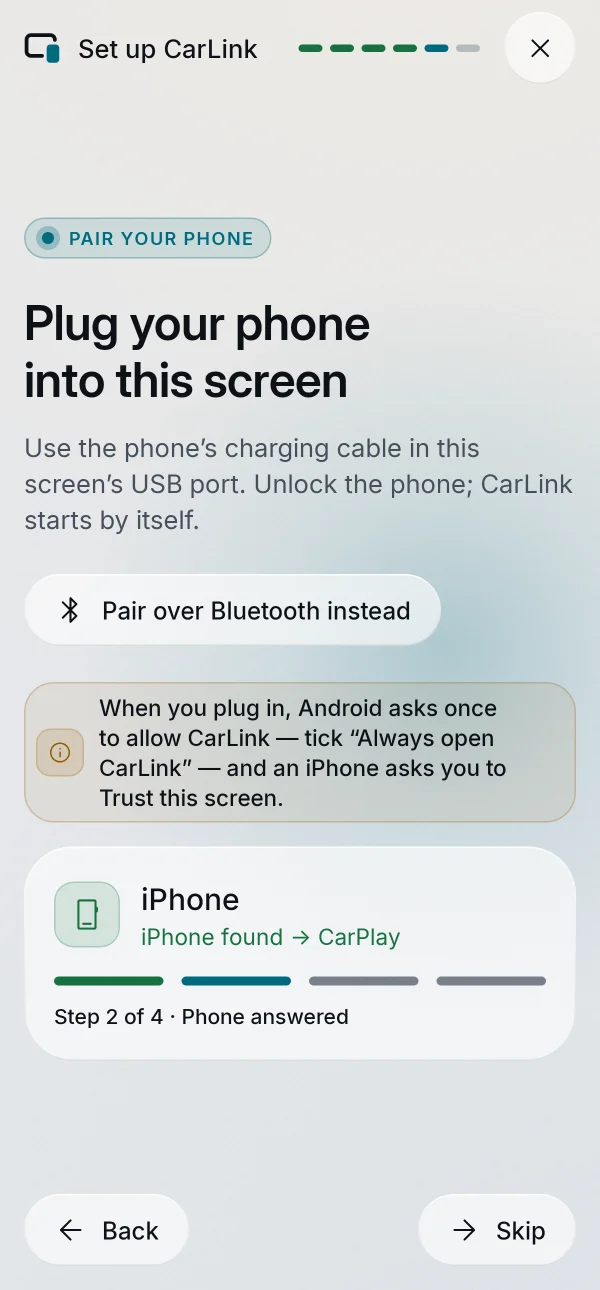 Set up CarLink
PAIR YOUR PHONE
Plug your phone
into this screen
Use the phone’s charging cable in this
screen’s USB port. Unlock the phone; CarLink
starts by itself.
Pair over Bluetooth instead
When you plug in, Android asks once
to allow CarLink — tick “Always open
CarLink” — and an iPhone asks you to
Trust this screen.
iPhone
iPhone found → CarPlay
Step 2 of 4 · Phone answered
Back
Skip